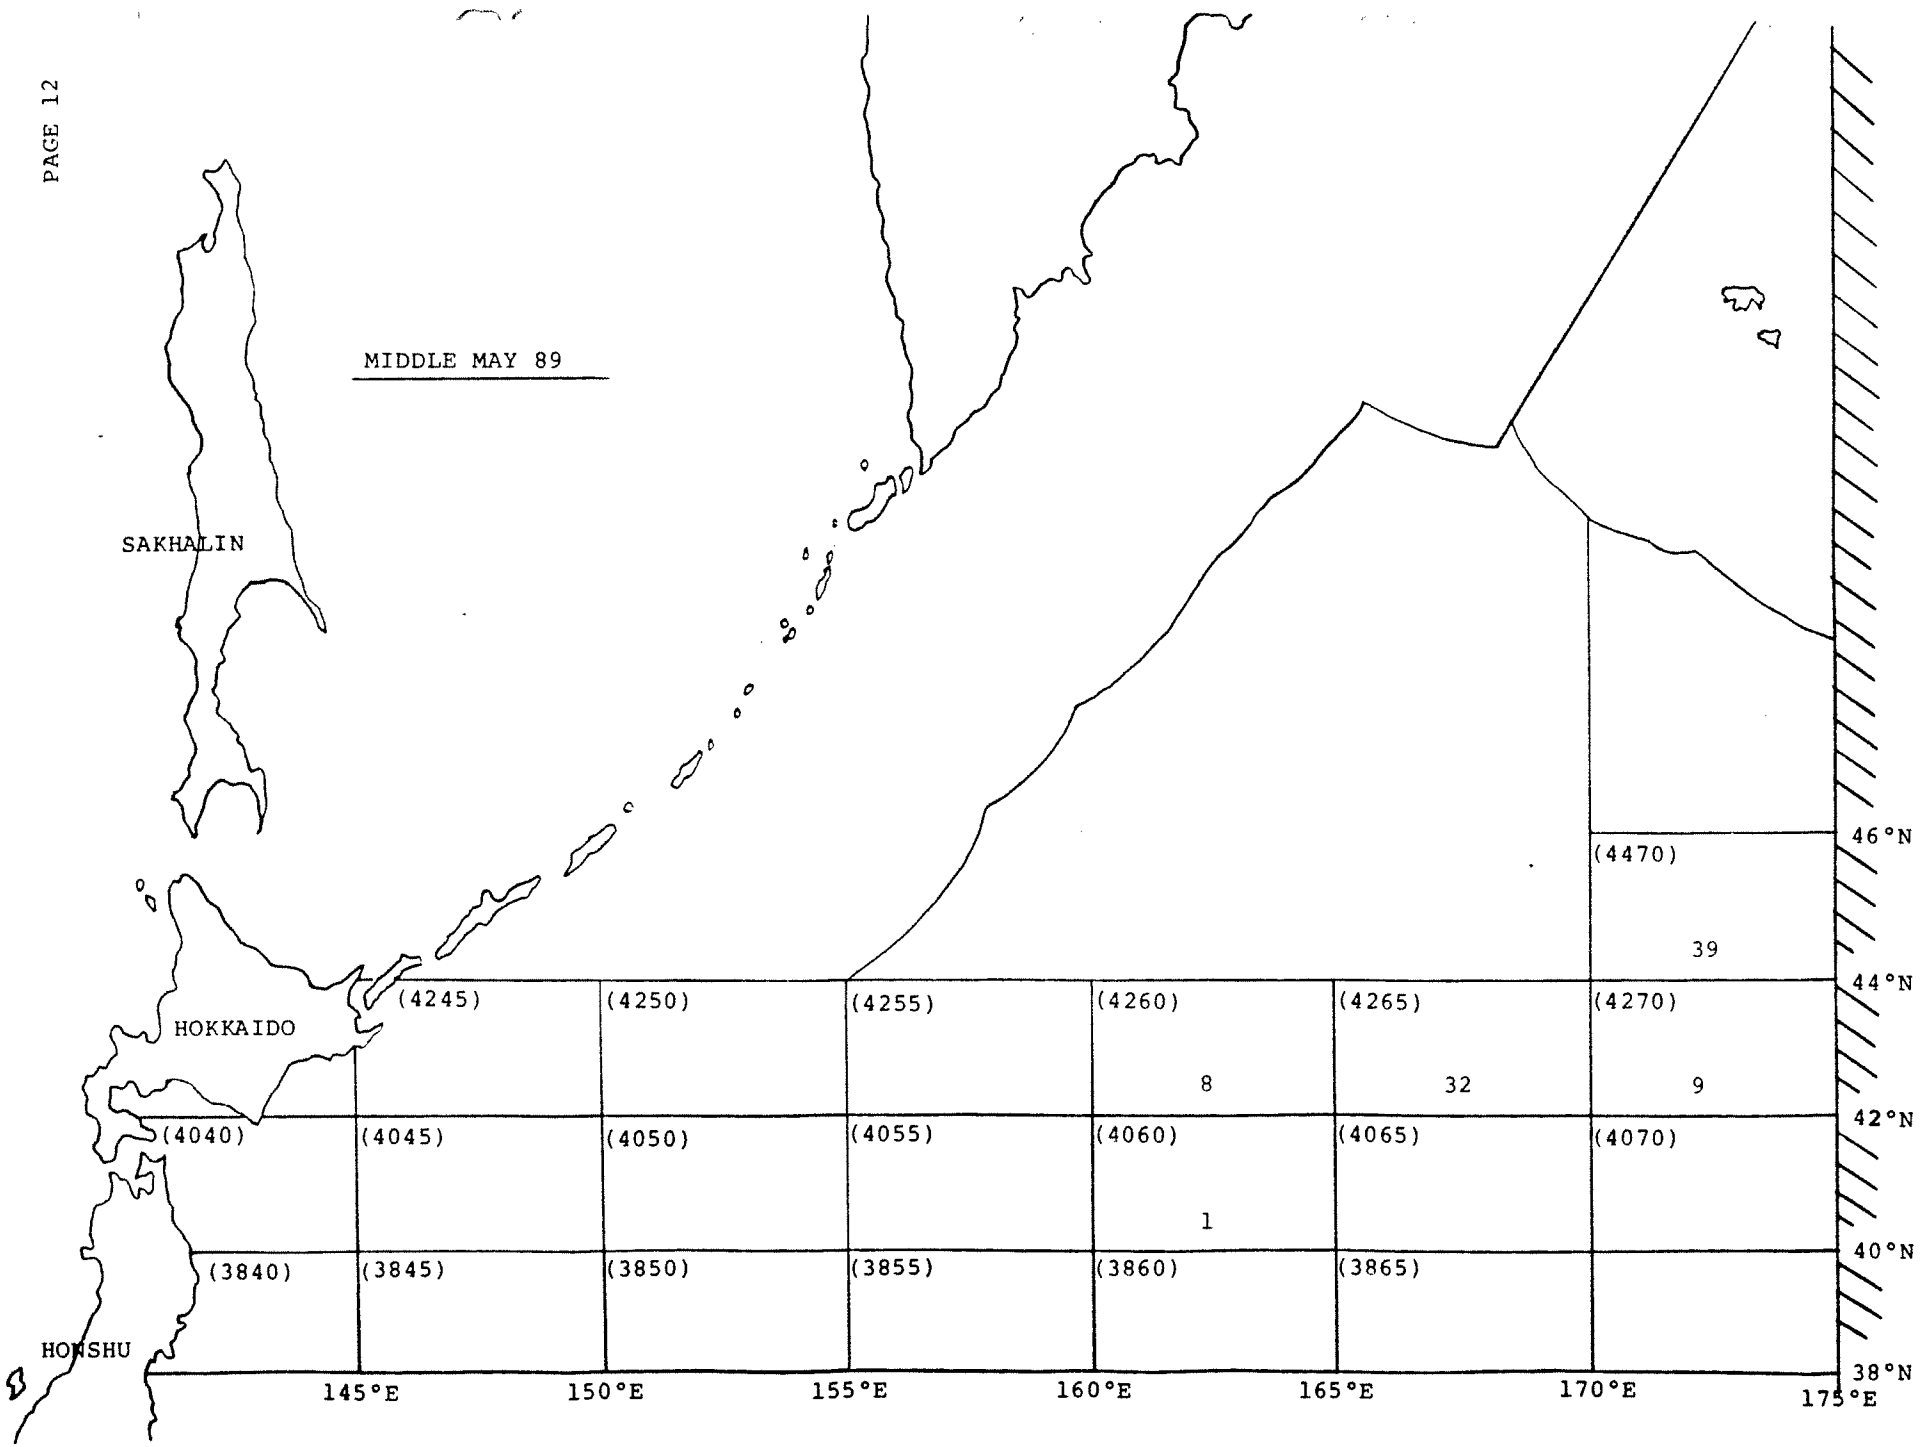 PAGE 12
MIDDLE MAY 89
SAKHALIN
46°N
(4470)
39
44°N
(4245) (4250) (4255) (4260) (4265) (4270)
HOKKAIDO
8 32 9
42°N
(4040) (4045) (4050) (4055) (4060) (4065) (4070)
1
40°N
(3840) (3845) (3850) (3855) (3860) (3865)
HONSHU
38°N
145°E 150°E 155°E 160°E 165°E 170°E 175°E